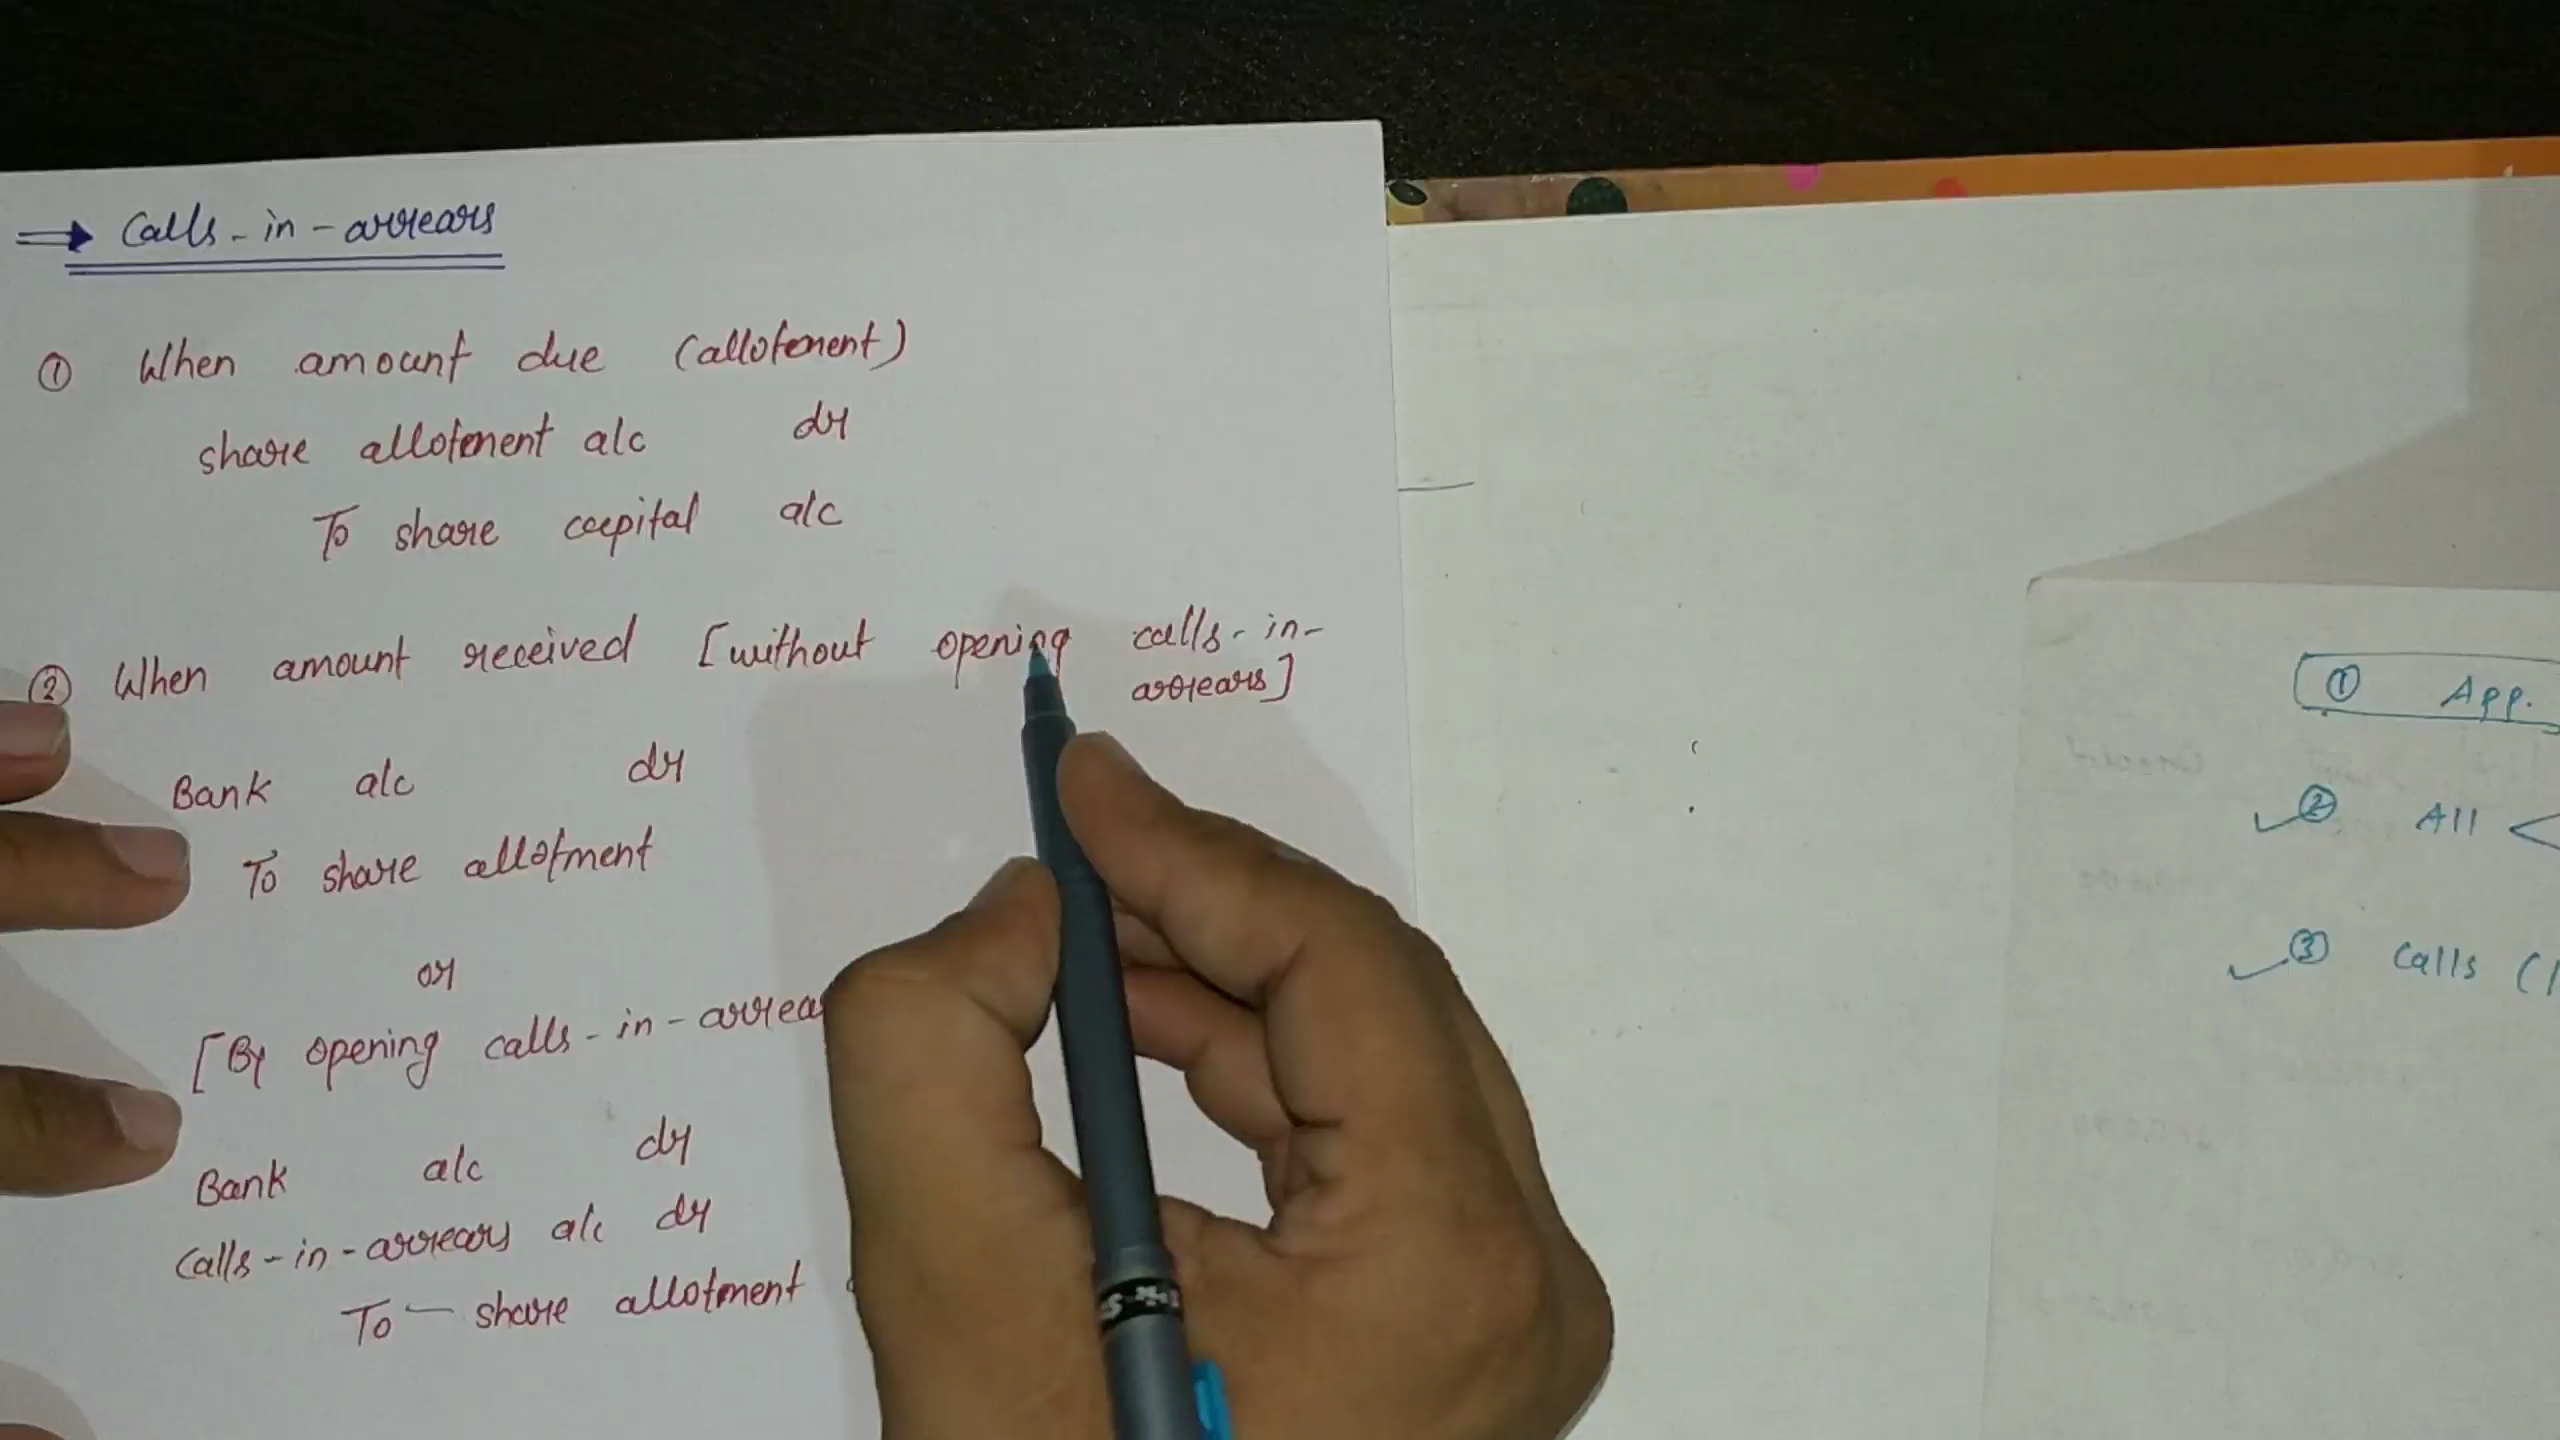 Calls-in-arrears
① When amount due (allotment)
share allotment a/c dr
To share capital a/c
② When amount received [without opening calls-in-
arrears]
Bank a/c dr
To share allotment
or
[By opening calls-in-arrea
Bank a/c dr
Calls-in-arrears a/c dr
To share allotment
① App.
② All
③ Calls (